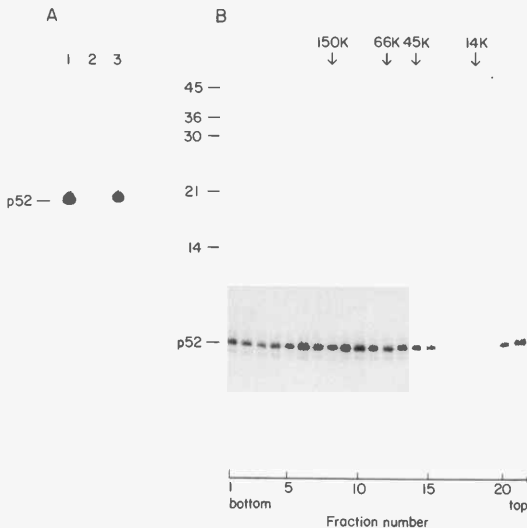 A
B
150K 66K 45K 14K
1 2 3
45
36
30
21
p52
14
p52
1 5 10 15 20
bottom top
Fraction number